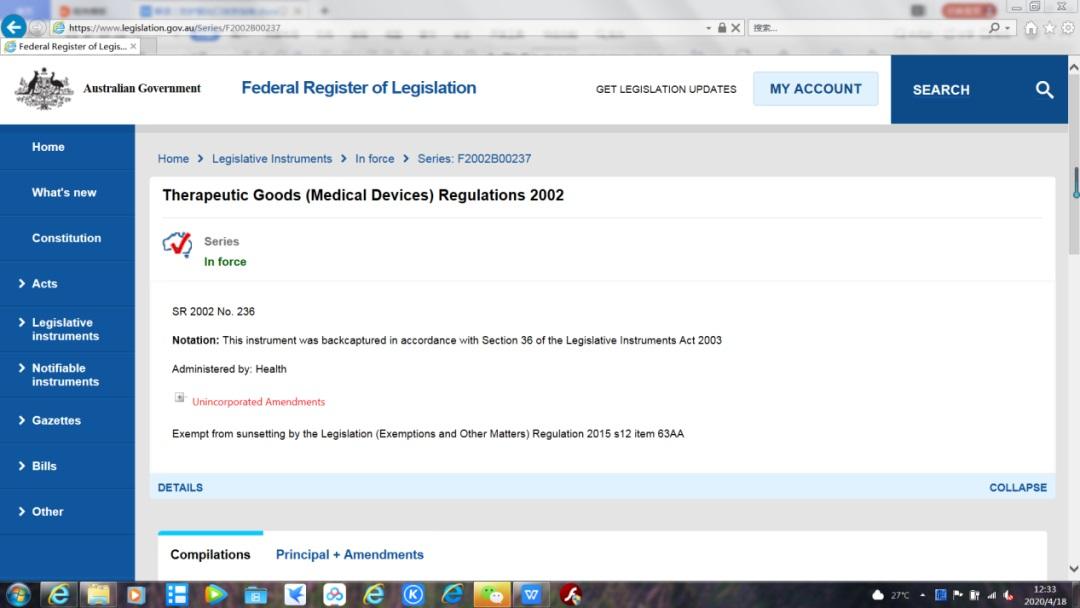 https://www.legislation.gov.au/Series/F2002B00237
搜索...
Federal Register of Legis...
Australian Government
Federal Register of Legislation
GET LEGISLATION UPDATES
MY ACCOUNT
SEARCH
Home
What's new
Constitution
Acts
Legislative
instruments
Notifiable
instruments
Gazettes
Bills
Other
Home > Legislative Instruments > In force > Series: F2002B00237
Therapeutic Goods (Medical Devices) Regulations 2002
Series
In force
SR 2002 No. 236
Notation: This instrument was backcaptured in accordance with Section 36 of the Legislative Instruments Act 2003
Administered by: Health
Unincorporated Amendments
Exempt from sunsetting by the Legislation (Exemptions and Other Matters) Regulation 2015 s12 item 63AA
DETAILS
COLLAPSE
Compilations
Principal + Amendments
27°C
12:33
2020/4/18